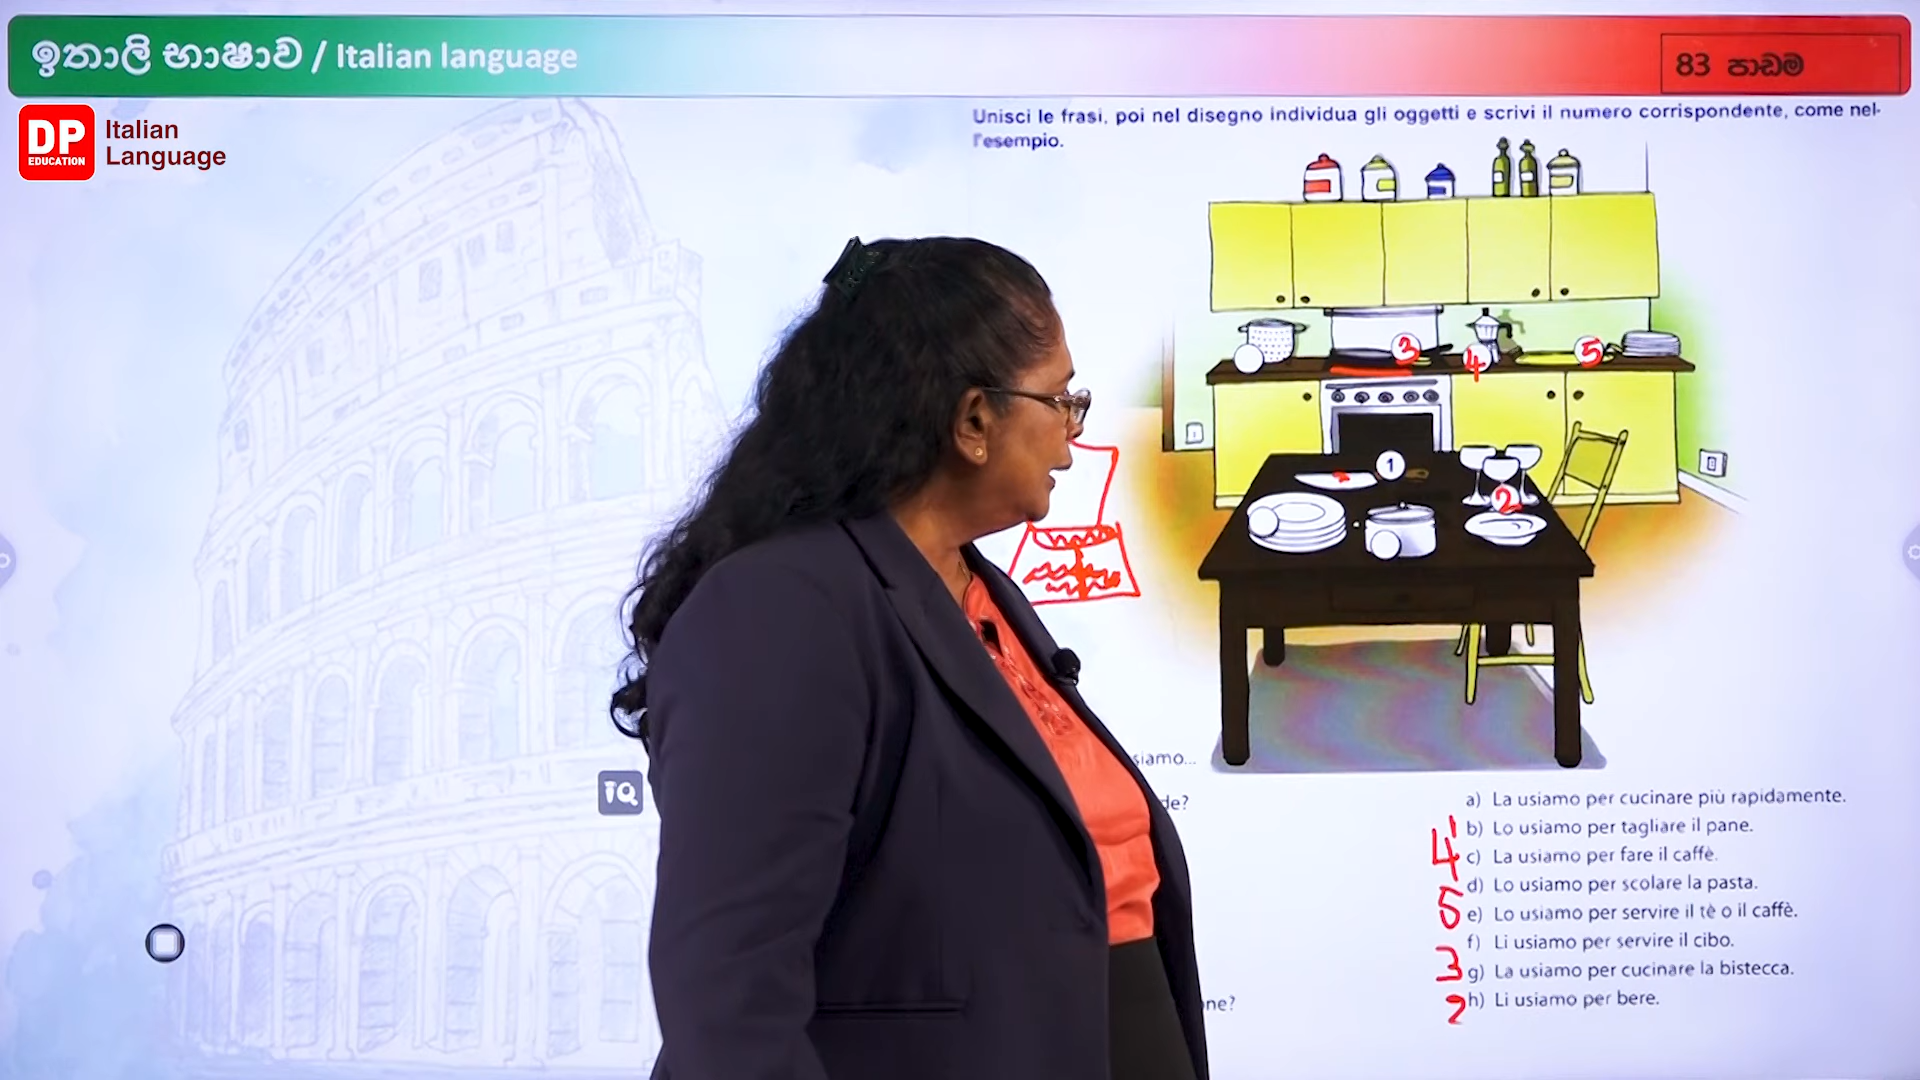 ඉතාලි භාෂාව / Italian language
83 පාඩම
DP
EDUCATION
Italian
Language
Unisci le frasi, poi nel disegno individua gli oggetti e scrivi il numero corrispondente, come nel-
l'esempio.
3
4
5
1
2
siamo...
de?
ne?
a) La usiamo per cucinare più rapidamente.
1 b) Lo usiamo per tagliare il pane.
4 c) La usiamo per fare il caffè.
d) Lo usiamo per scolare la pasta.
5 e) Lo usiamo per servire il tè o il caffè.
f) Li usiamo per servire il cibo.
3 g) La usiamo per cucinare la bistecca.
2 h) Li usiamo per bere.